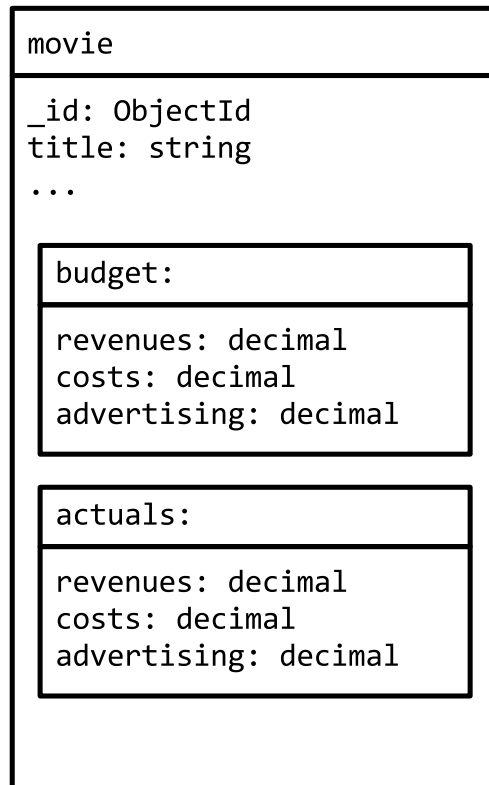 movie
_id: ObjectId
title: string
...
budget:
revenues: decimal
costs: decimal
advertising: decimal
actuals:
revenues: decimal
costs: decimal
advertising: decimal